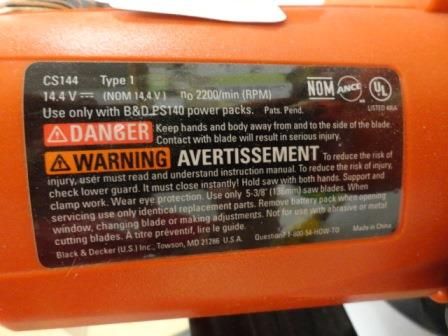 CS144 Type 1
14.4 V ⎓ (NOM 14,4 V) no 2200/min (RPM) NOM ANCE UL
Use only with B&D PS140 power packs. Pats. Pend. LISTED
DANGER Keep hands and body away from and to the side of the blade.
Contact with blade will result in serious injury.
WARNING AVERTISSEMENT To reduce the risk of
injury, user must read and understand instruction manual. To reduce the risk of injury,
check lower guard. It must close instantly! Hold saw with both hands. Support and
clamp work. Wear eye protection. Use only 5-3/8" (136mm) saw blades. When
servicing use only identical replacement parts. Remove battery pack when opening
window, changing blade or making adjustments. Not for use with abrasive or metal
cutting blades. À titre préventif, lire le guide.
Black & Decker (U.S.) Inc., Towson, MD 21286 U.S.A. Questions? 1-800-54-HOW-TO Made in China